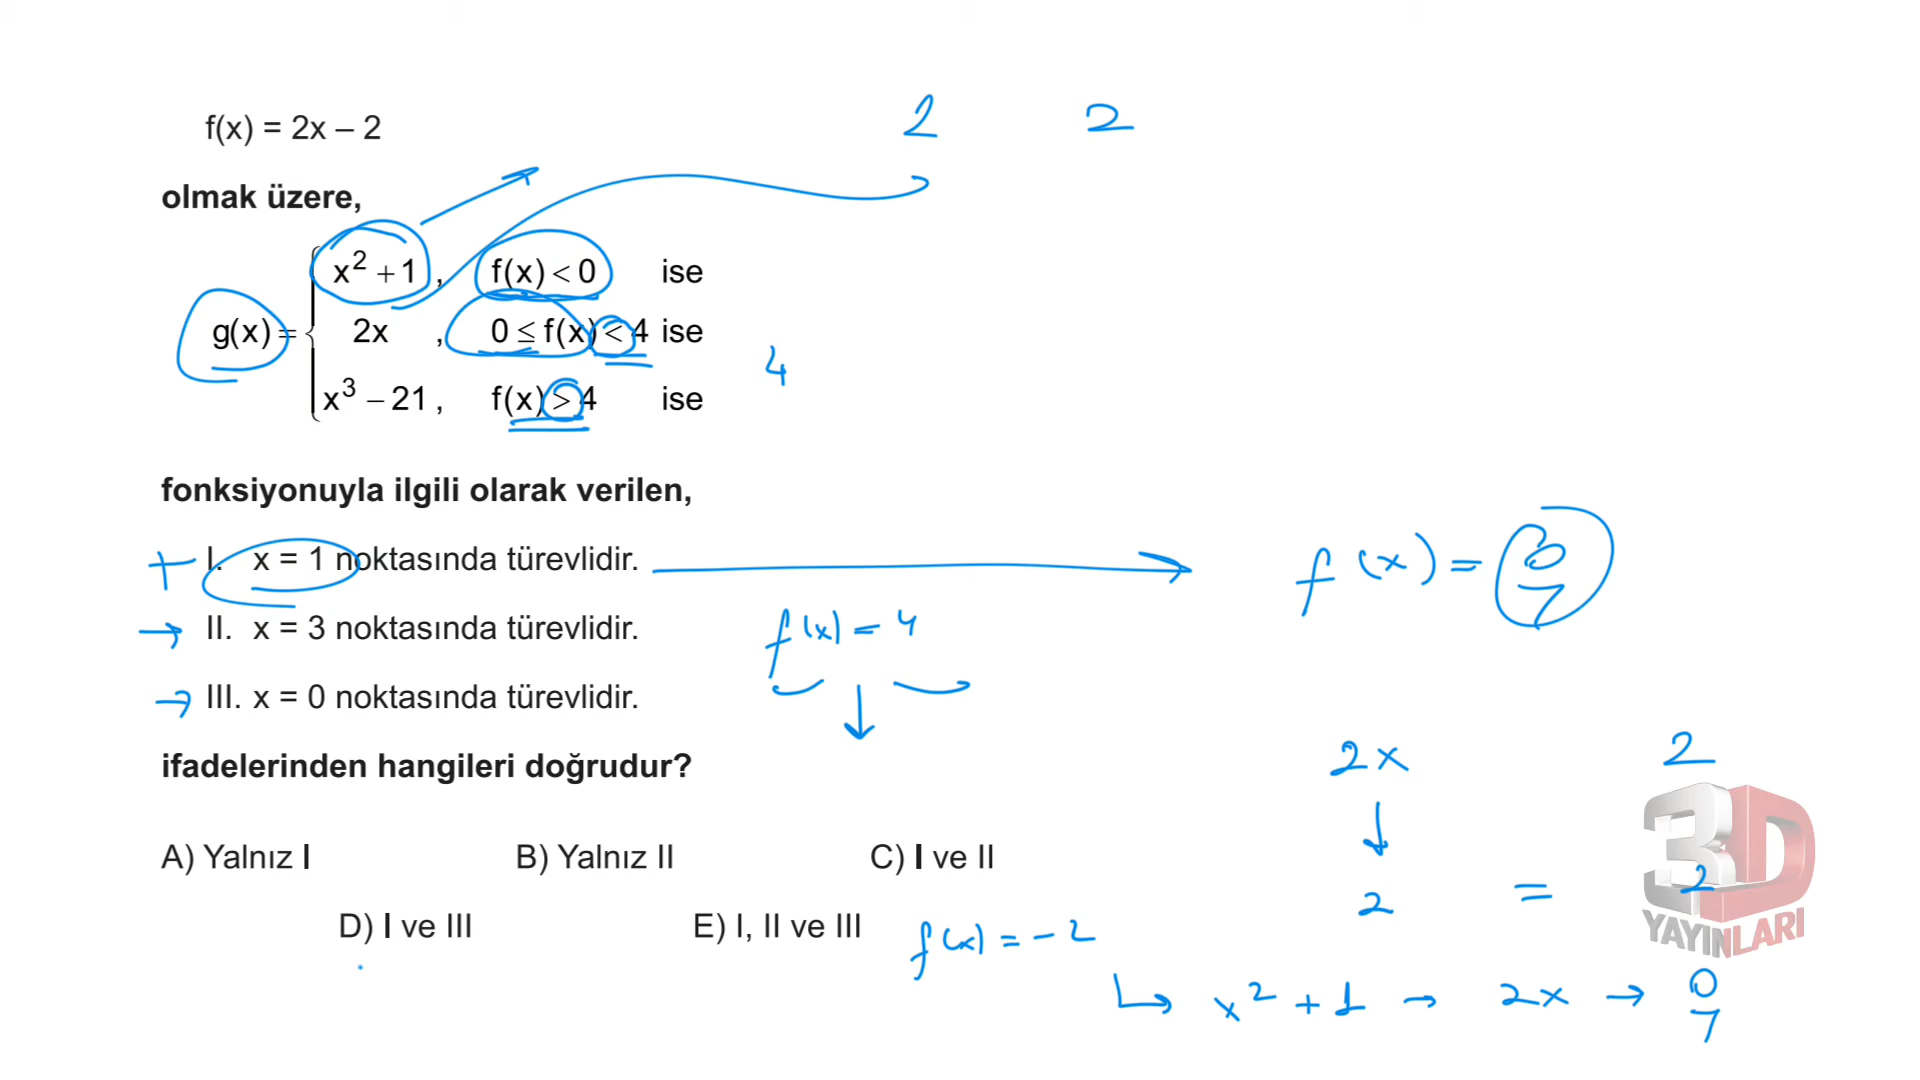 f(x) = 2x – 2
2 2
olmak üzere,
g(x) = { x² + 1 , f(x) < 0 ise
2x , 0 ≤ f(x) < 4 ise
x³ – 21 , f(x) > 4 ise
4
fonksiyonuyla ilgili olarak verilen,
+ I. x = 1 noktasında türevlidir. → f(x) =
→ II. x = 3 noktasında türevlidir.
f(x) = 4
→ III. x = 0 noktasında türevlidir.
ifadelerinden hangileri doğrudur?
2x 2
↓
2 = 2
A) Yalnız I B) Yalnız II C) I ve II
D) I ve III E) I, II ve III
f(x) = -2
x² + 1 → 2x → 0
3D
YAYINLARI